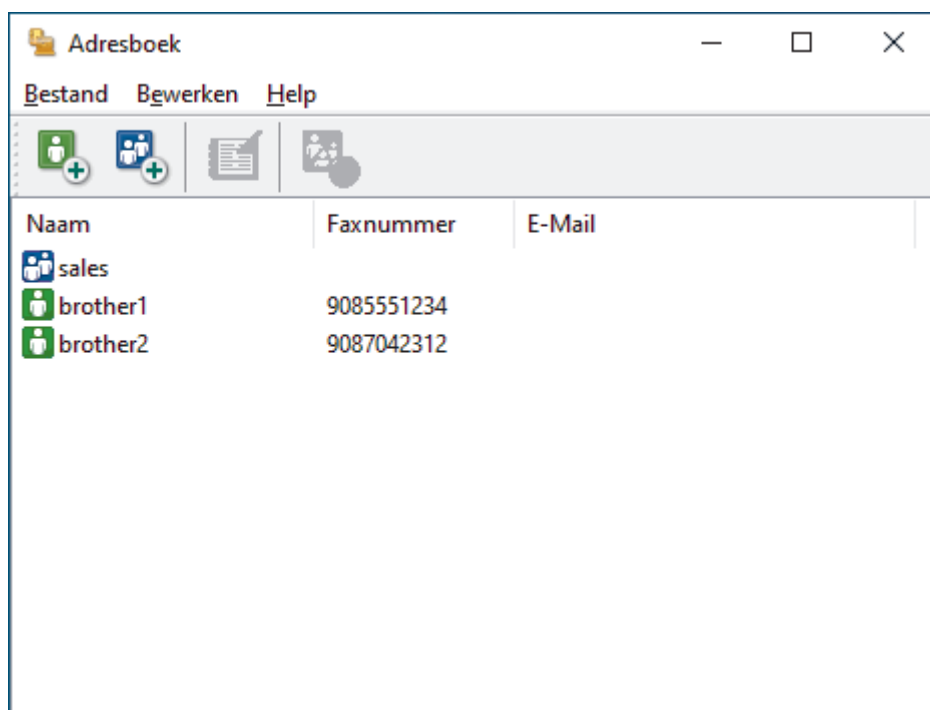 Adresboek
Bestand Bewerken Help
Naam Faxnummer E-Mail
sales
brother1 9085551234
brother2 9087042312